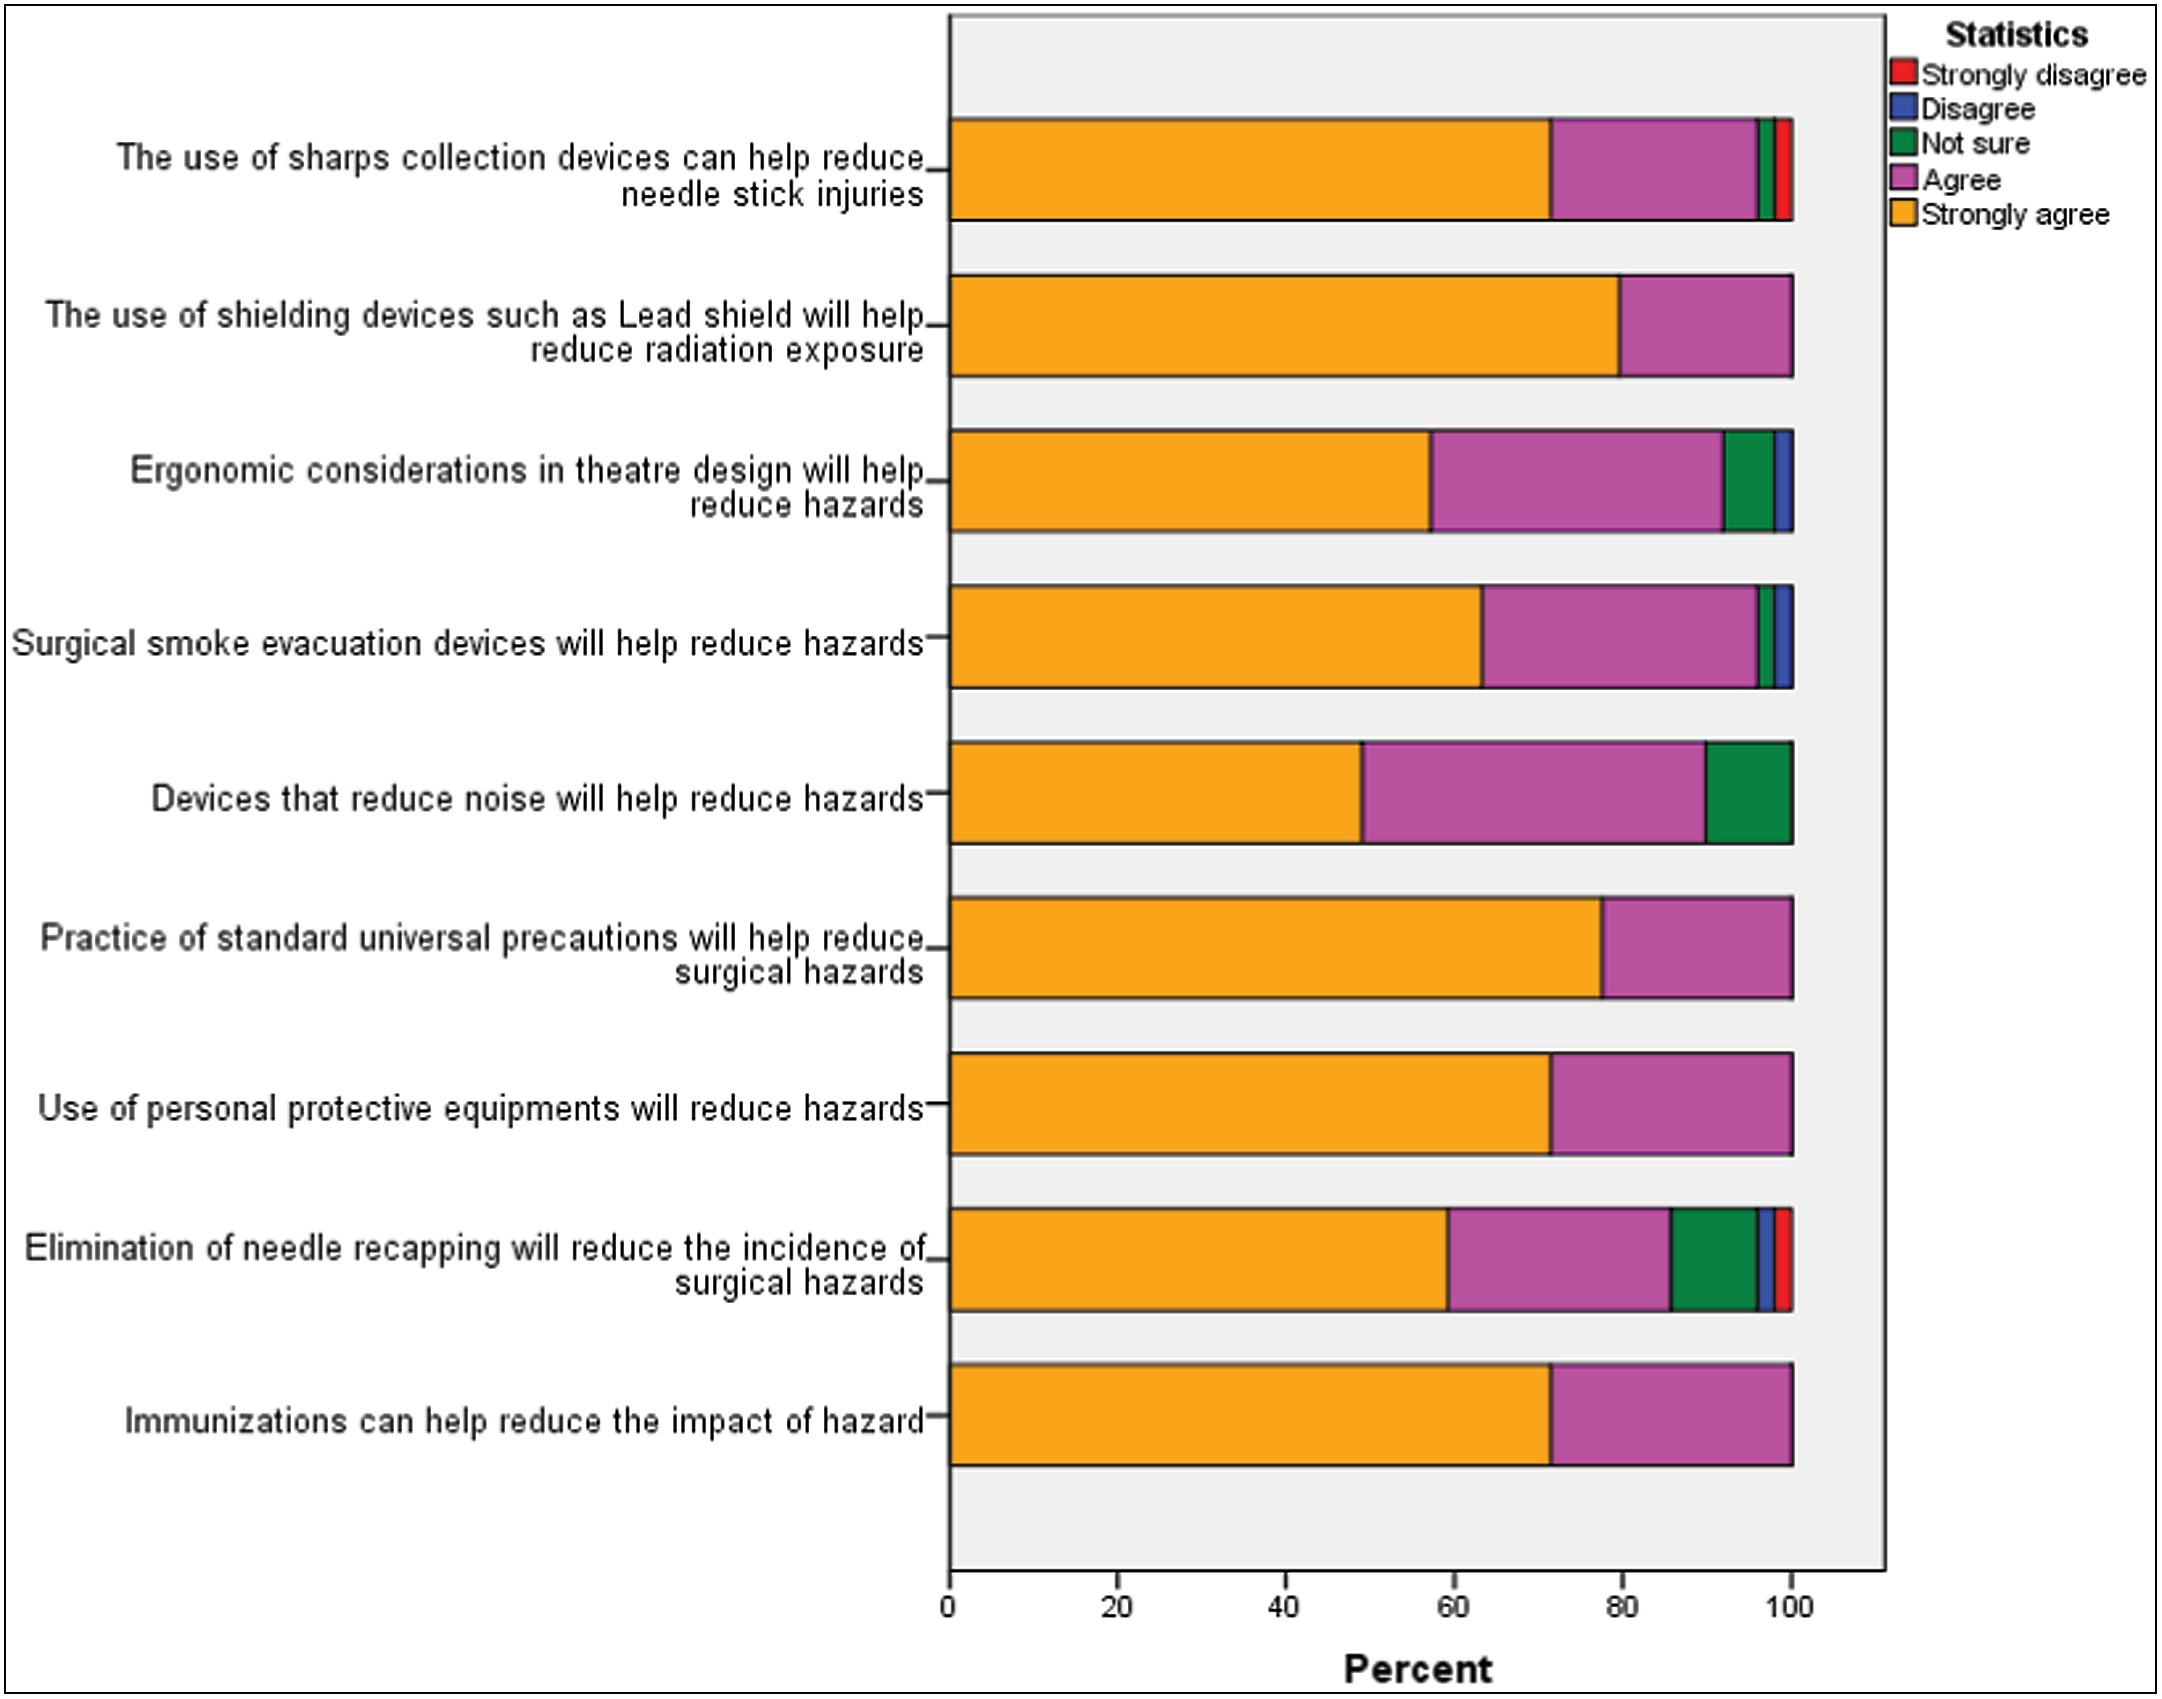 Statistics
Strongly disagree
Disagree
Not sure
Agree
Strongly agree
The use of sharps collection devices can help reduce
needle stick injuries
The use of shielding devices such as Lead shield will help
reduce radiation exposure
Ergonomic considerations in theatre design will help
reduce hazards
Surgical smoke evacuation devices will help reduce hazards
Devices that reduce noise will help reduce hazards
Practice of standard universal precautions will help reduce
surgical hazards
Use of personal protective equipments will reduce hazards
Elimination of needle recapping will reduce the incidence of
surgical hazards
Immunizations can help reduce the impact of hazard
0 20 40 60 80 100
Percent